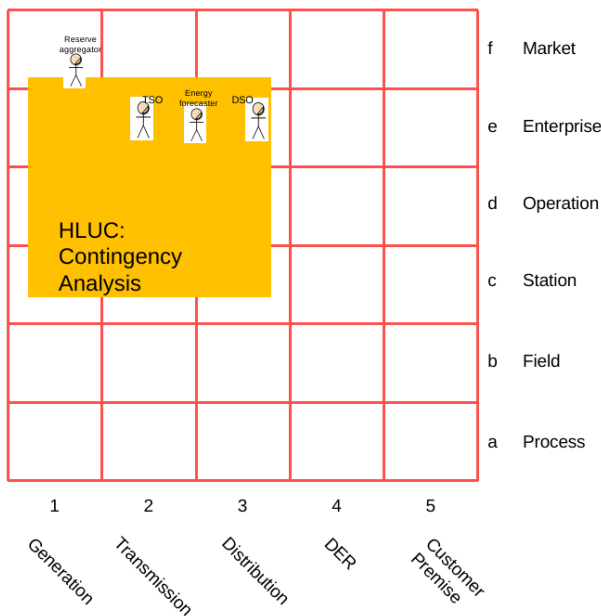 Reserve
aggregator
f Market
TSO
Energy
forecaster
DSO
e Enterprise
d Operation
HLUC:
Contingency
Analysis
c Station
b Field
a Process
1 2 3 4 5
Generation
Transmission
Distribution
DER
Customer
Premise